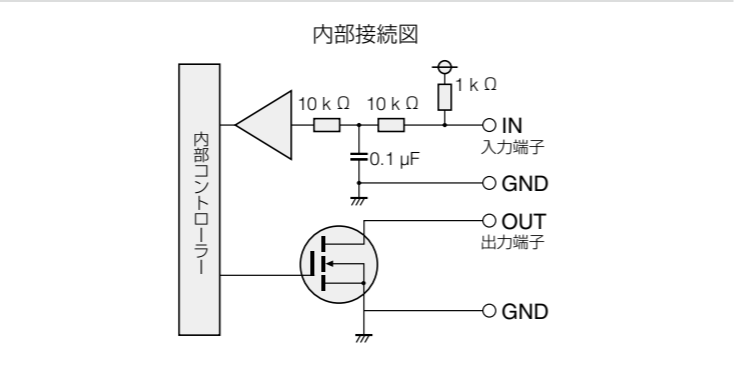 内部接続図
1 k Ω
10 k Ω 10 k Ω
IN
入力端子
0.1 µF
GND
内部コントローラー
OUT
出力端子
GND